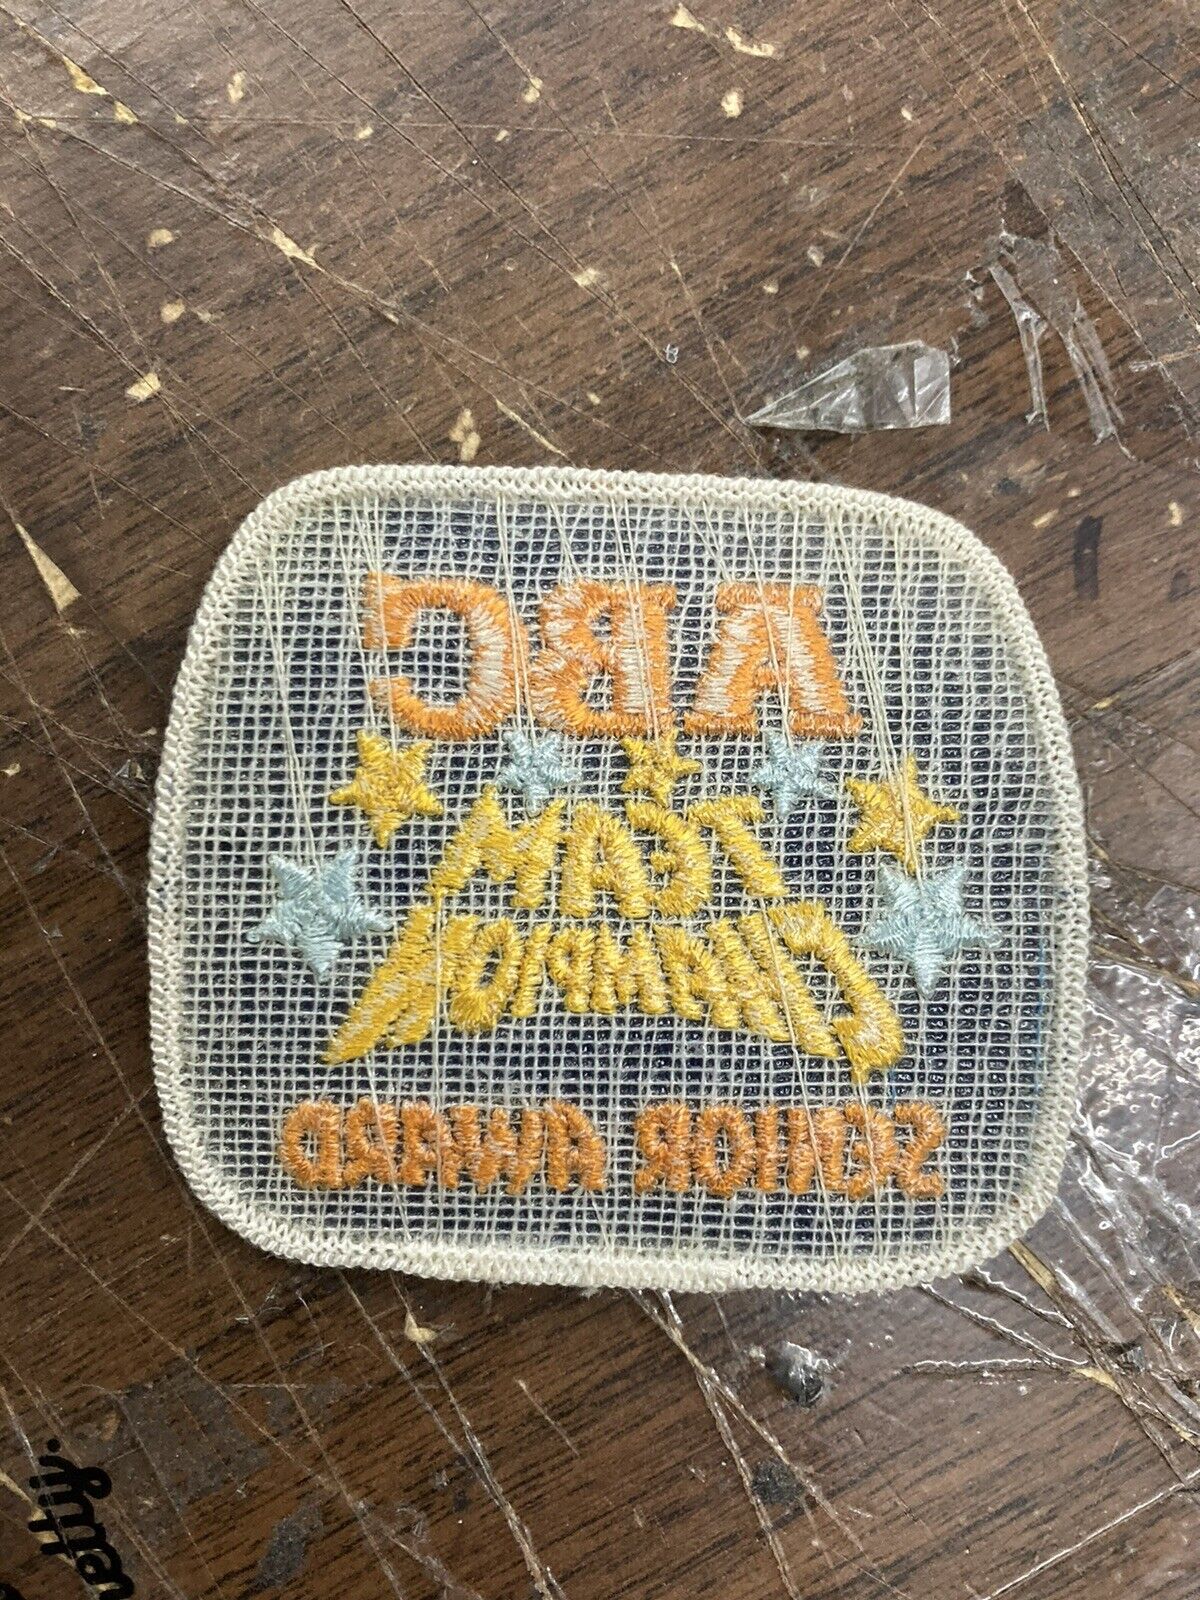 ABC
TEAM
CHAMPION
SENIOR AWARD